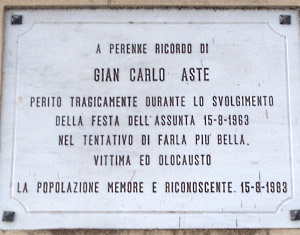 A PERENNE RICORDO DI
GIAN CARLO ASTE
PERITO TRAGICAMENTE DURANTE LO SVOLGIMENTO
DELLA FESTA DELL'ASSUNTA 15-8-1963
NEL TENTATIVO DI FARLA PIU' BELLA.
VITTIMA ED OLOCAUSTO
LA POPOLAZIONE MEMORE E RICONOSCENTE. 15-8-1983